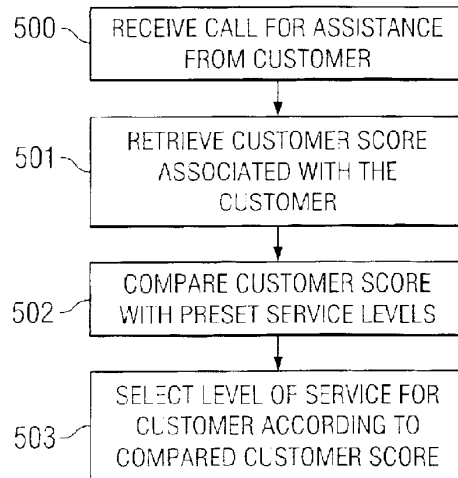 500
RECEIVE CALL FOR ASSISTANCE
FROM CUSTOMER
501
RETRIEVE CUSTOMER SCORE
ASSOCIATED WITH THE
CUSTOMER
502
COMPARE CUSTOMER SCORE
WITH PRESET SERVICE LEVELS
503
SELECT LEVEL OF SERVICE FOR
CUSTOMER ACCORDING TO
COMPARED CUSTOMER SCORE